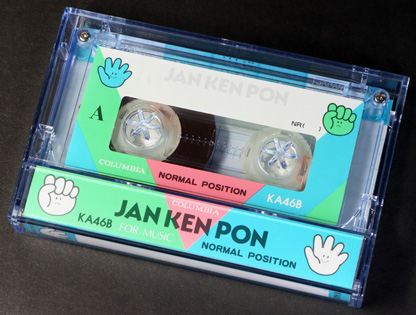 JAN KEN PON
A
NR( )
COLUMBIA
NORMAL POSITION
KA46B
COLUMBIA
JAN KEN PON
KA46B
FOR MUSIC
NORMAL POSITION